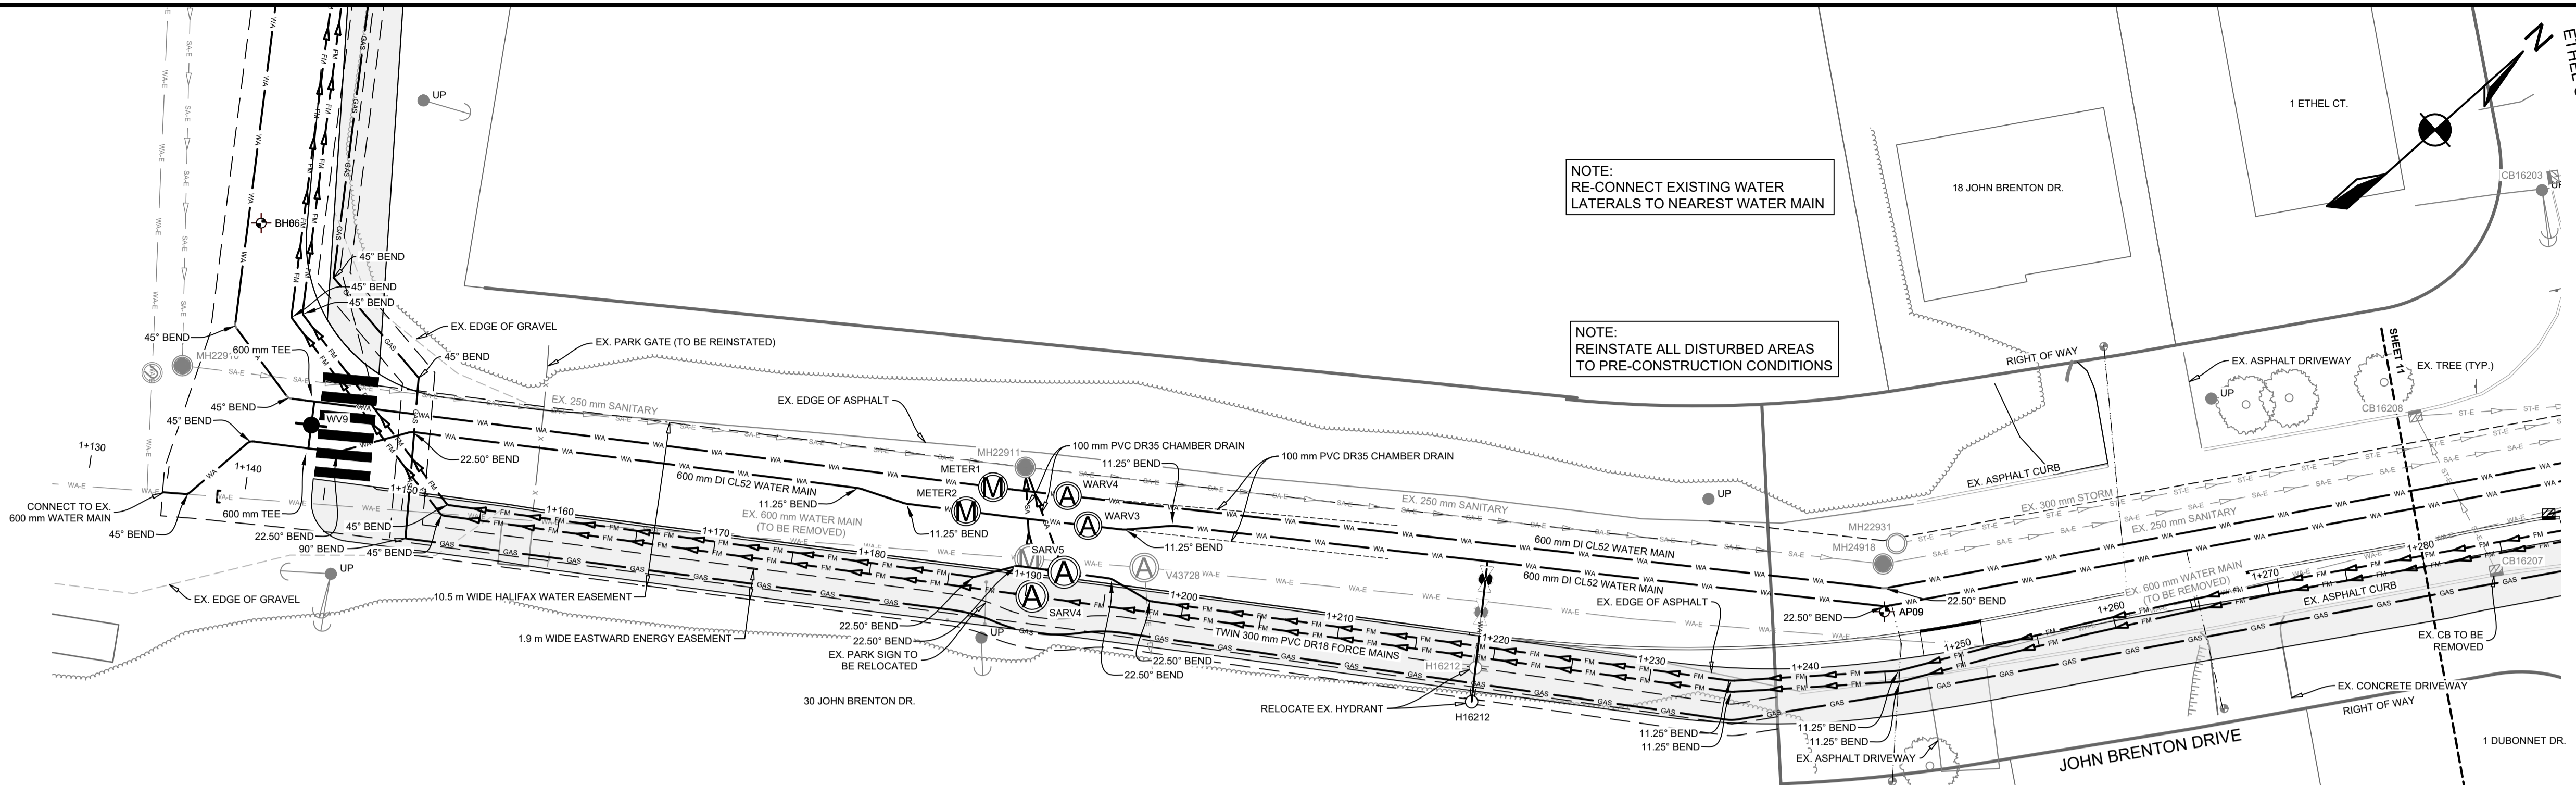 N
1 ETHEL CT.
18 JOHN BRENTON DR.
CB16203
NOTE:
RE-CONNECT EXISTING WATER
LATERALS TO NEAREST WATER MAIN
NOTE:
REINSTATE ALL DISTURBED AREAS
TO PRE-CONSTRUCTION CONDITIONS
UP
BH06
45° BEND
45° BEND
45° BEND
EX. EDGE OF GRAVEL
EX. PARK GATE (TO BE REINSTATED)
45° BEND
600 mm TEE
45° BEND
WV9
45° BEND
45° BEND
1+130
1+140
1+150
CONNECT TO EX.
600 mm WATER MAIN
45° BEND
600 mm TEE
22.50° BEND
90° BEND
45° BEND
45° BEND
22.50° BEND
UP
EX. EDGE OF GRAVEL
EX. 250 mm SANITARY
EX. EDGE OF ASPHALT
600 mm DI CL52 WATER MAIN
11.25° BEND
EX. 600 mm WATER MAIN
(TO BE REMOVED)
1+160
1+170
1+180
1+190
10.5 m WIDE HALIFAX WATER EASEMENT
1.9 m WIDE EASTWARD ENERGY EASEMENT
MH22911
METER1
METER2
M
M
A
A
WARV4
WARV3
100 mm PVC DR35 CHAMBER DRAIN
11.25° BEND
100 mm PVC DR35 CHAMBER DRAIN
11.25° BEND
11.25° BEND
SARV5
A
A
SARV4
A
V43728
22.50° BEND
22.50° BEND
EX. PARK SIGN TO
BE RELOCATED
UP
22.50° BEND
22.50° BEND
30 JOHN BRENTON DR.
1+200
1+210
1+220
1+230
1+240
1+250
1+260
1+270
1+280
TWIN 300 mm PVC DR18 FORCE MAINS
EX. 250 mm SANITARY
600 mm DI CL52 WATER MAIN
600 mm DI CL52 WATER MAIN
H16212
RELOCATE EX. HYDRANT
H16212
EX. EDGE OF ASPHALT
UP
11.25° BEND
11.25° BEND
11.25° BEND
11.25° BEND
EX. ASPHALT DRIVEWAY
MH22931
MH24918
22.50° BEND
22.50° BEND
AP09
RIGHT OF WAY
EX. ASPHALT CURB
EX. 300 mm STORM
EX. 250 mm SANITARY
EX. 600 mm WATER MAIN
(TO BE REMOVED)
EX. ASPHALT CURB
EX. ASPHALT DRIVEWAY
UP
SHEET 11
EX. TREE (TYP.)
CB16208
CB16207
EX. CB TO BE
REMOVED
EX. CONCRETE DRIVEWAY
RIGHT OF WAY
JOHN BRENTON DRIVE
1 DUBONNET DR.